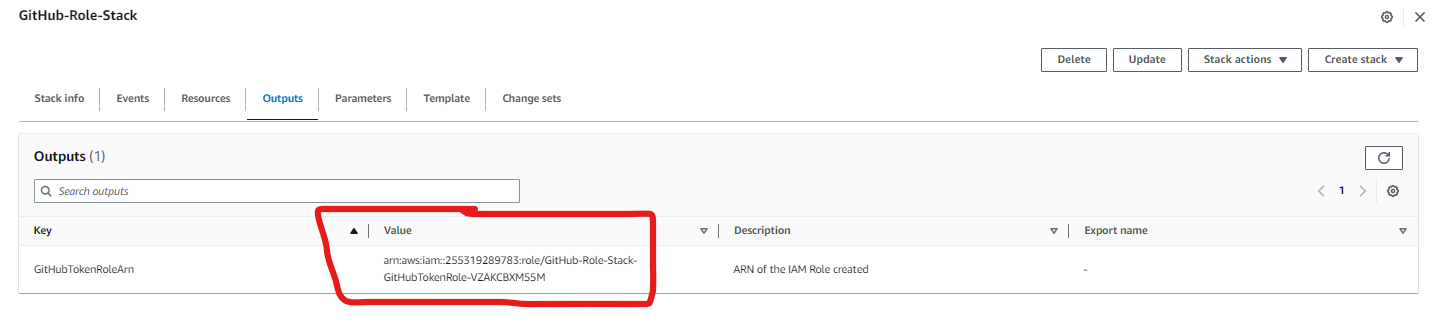 GitHub-Role-Stack
Delete
Update
Stack actions
Create stack
Stack info
Events
Resources
Outputs
Parameters
Template
Change sets
Outputs (1)
Search outputs
1
Key
Value
Description
Export name
GitHubTokenRoleArn
arn:aws:iam::255319289783:role/GitHub-Role-Stack-
GitHubTokenRole-VZAKCBXM55M
ARN of the IAM Role created
-